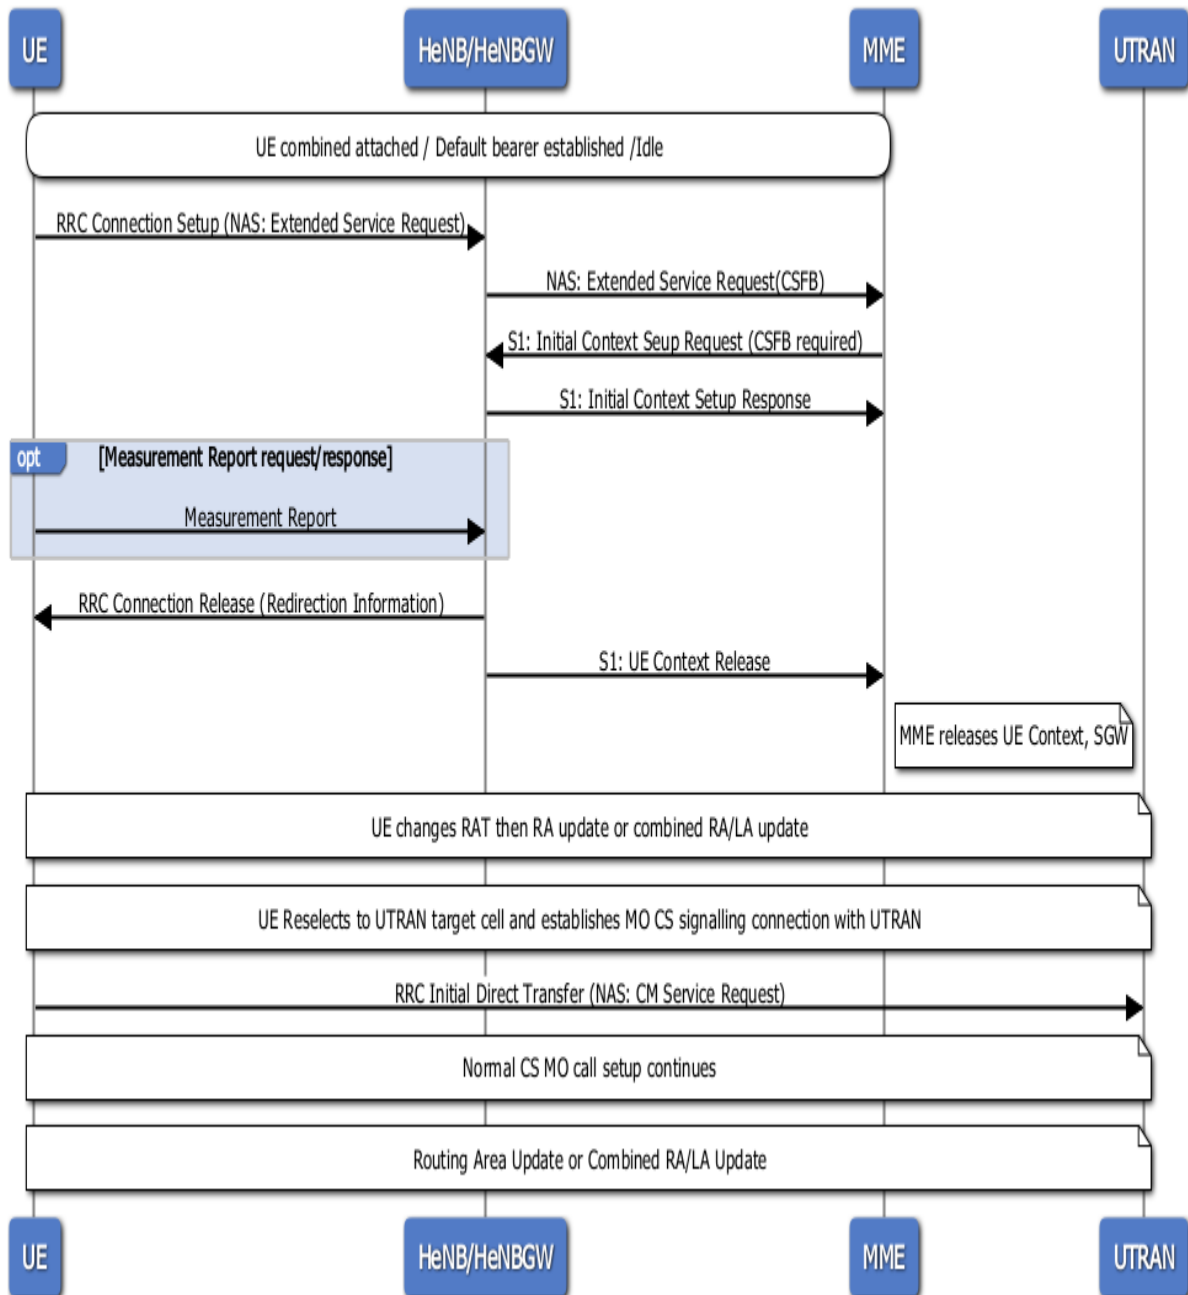 UE HeNB/HeNBGW MME UTRAN
UE combined attached / Default bearer established /Idle
RRC Connection Setup (NAS: Extended Service Request)
NAS: Extended Service Request(CSFB)
S1: Initial Context Seup Request (CSFB required)
S1: Initial Context Setup Response
opt [Measurement Report request/response]
Measurement Report
RRC Connection Release (Redirection Information)
S1: UE Context Release
MME releases UE Context, SGW
UE changes RAT then RA update or combined RA/LA update
UE Reselects to UTRAN target cell and establishes MO CS signalling connection with UTRAN
RRC Initial Direct Transfer (NAS: CM Service Request)
Normal CS MO call setup continues
Routing Area Update or Combined RA/LA Update
UE HeNB/HeNBGW MME UTRAN